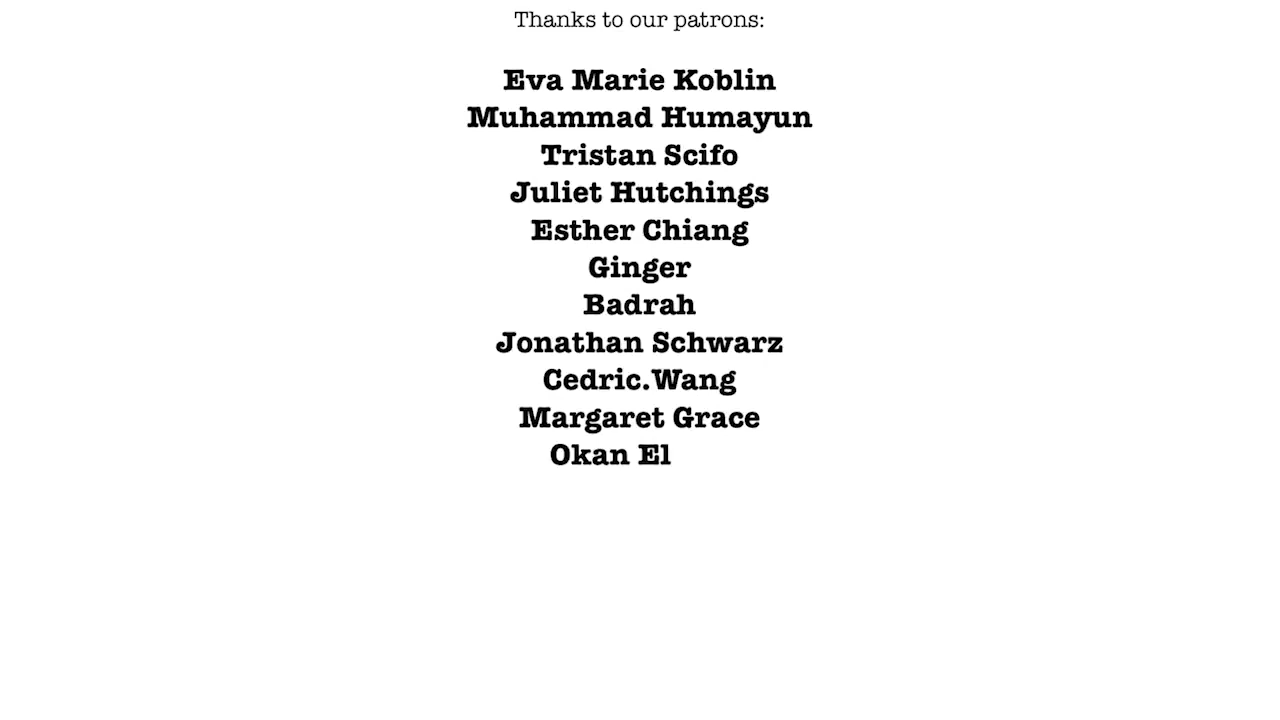 Thanks to our patrons:
Eva Marie Koblin
Muhammad Humayun
Tristan Scifo
Juliet Hutchings
Esther Chiang
Ginger
Badrah
Jonathan Schwarz
Cedric.Wang
Margaret Grace
Okan El